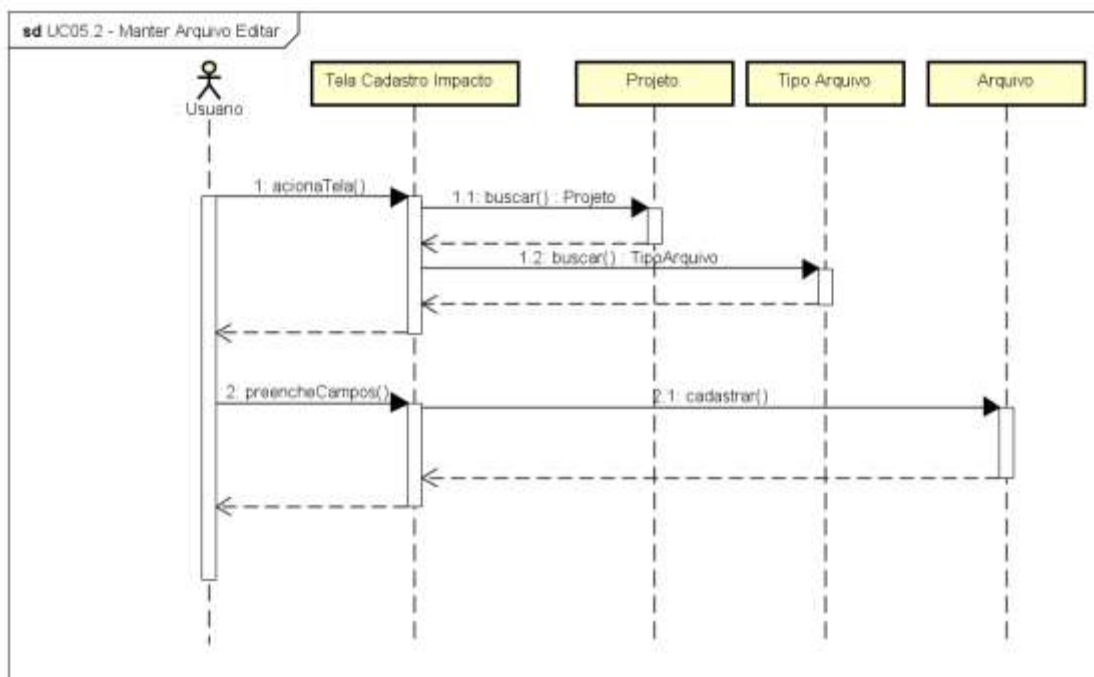 sd UC05.2 - Manter Arquivo Editar
Usuario
Tela Cadastro Impacto
Projeto
Tipo Arquivo
Arquivo
1: acionaTela()
1.1: buscar() : Projeto
1.2: buscar() : TipoArquivo
2: preencheCampos()
2.1: cadastrar()